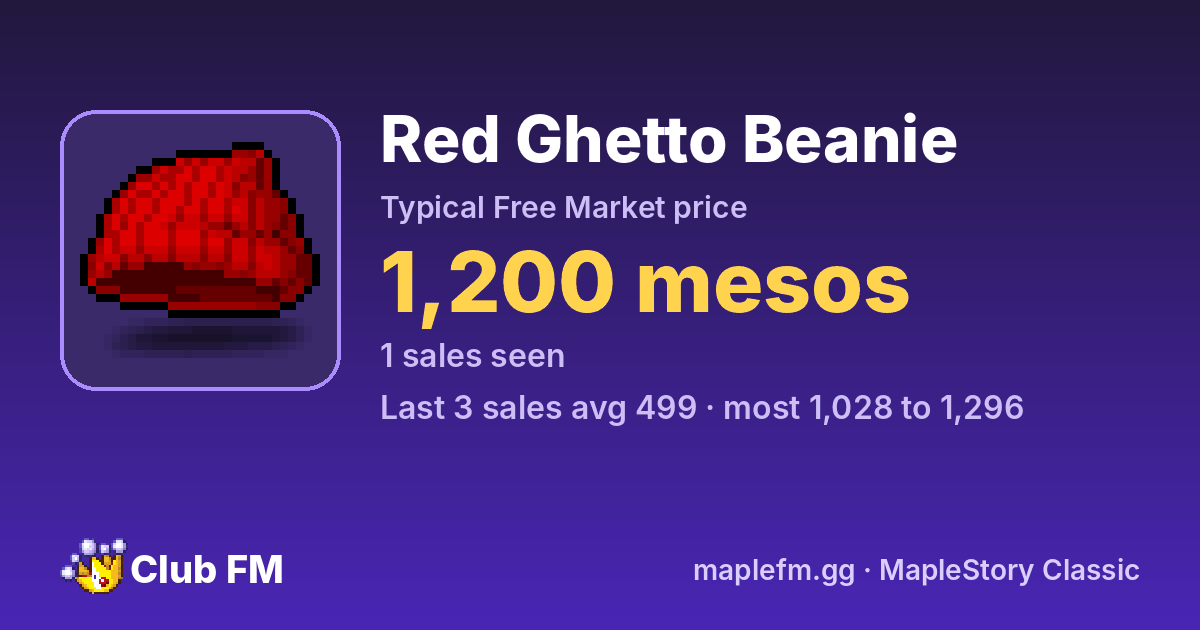 Red Ghetto Beanie
Typical Free Market price
1,200 mesos
1 sales seen
Last 3 sales avg 499 · most 1,028 to 1,296
Club FM
maplefm.gg · MapleStory Classic